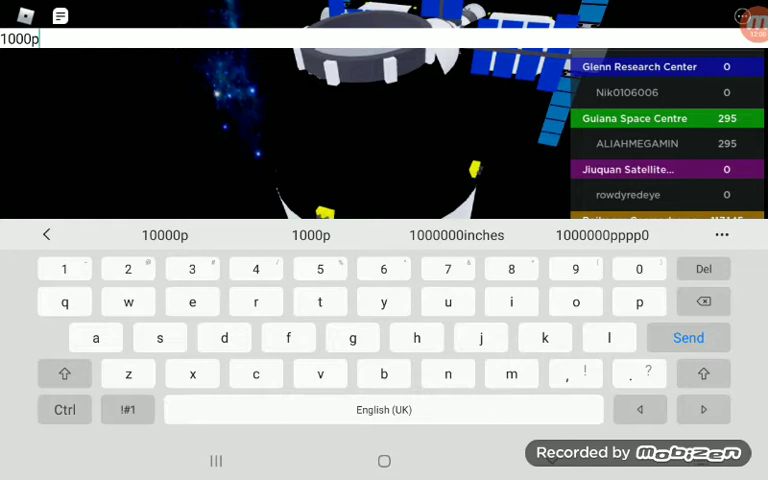 1000p
12:00
Glenn Research Center 0
Nik0106006 0
Guiana Space Centre 295
ALIAHMEGAMIN 295
Jiuquan Satellite... 0
rowdyredeye 0
10000p 1000p 1000000inches 1000000pppp0 ...
1 2 @ 3 # 4 / 5 % 6 ^ 7 & 8 * 9 ( 0 ) Del
q w e r t y u i o p
a s d f g h j k l Send
z x c v b n m , ! . ?
Ctrl !#1 English (UK)
Recorded by mobizen